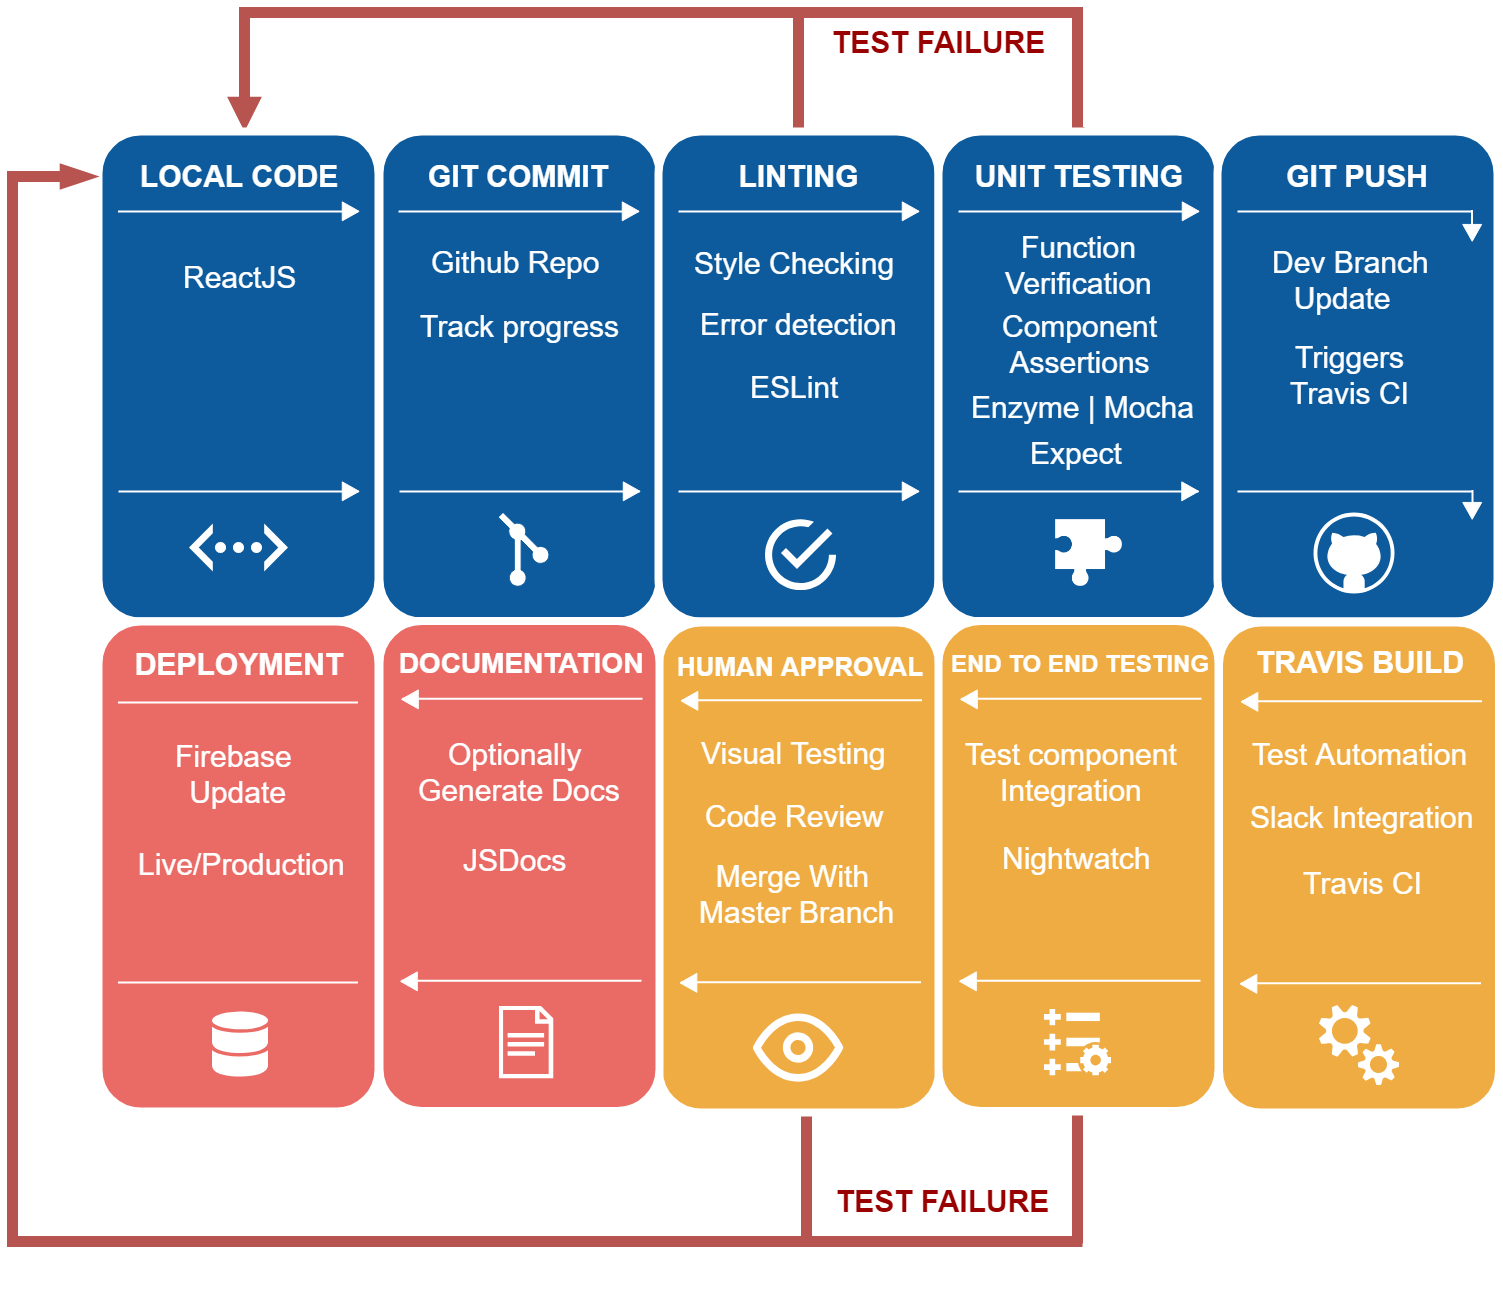 TEST FAILURE
LOCAL CODE
ReactJS
GIT COMMIT
Github Repo
Track progress
LINTING
Style Checking
Error detection
ESLint
UNIT TESTING
Function
Verification
Component
Assertions
Enzyme | Mocha
Expect
GIT PUSH
Dev Branch
Update
Triggers
Travis CI
DEPLOYMENT
Firebase
Update
Live/Production
DOCUMENTATION
Optionally
Generate Docs
JSDocs
HUMAN APPROVAL
Visual Testing
Code Review
Merge With
Master Branch
END TO END TESTING
Test component
Integration
Nightwatch
TRAVIS BUILD
Test Automation
Slack Integration
Travis CI
TEST FAILURE